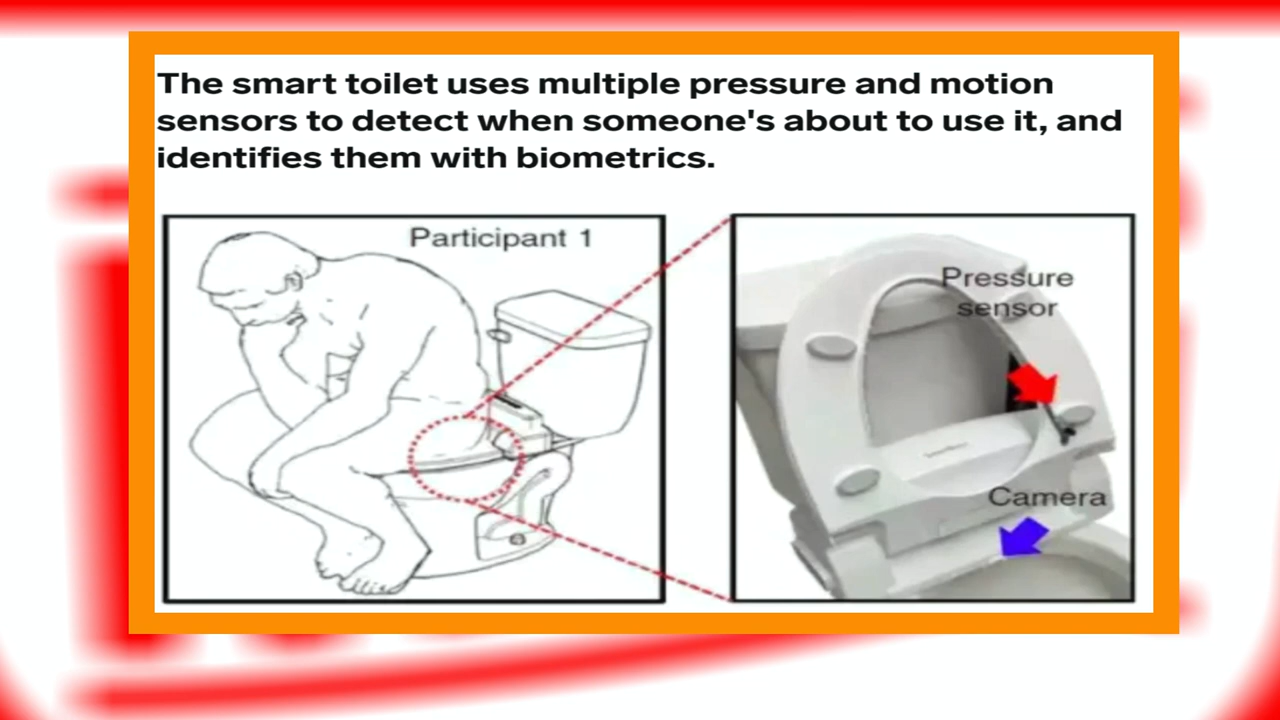 The smart toilet uses multiple pressure and motion
sensors to detect when someone's about to use it, and
identifies them with biometrics.
Participant 1
Pressure
sensor
Camera